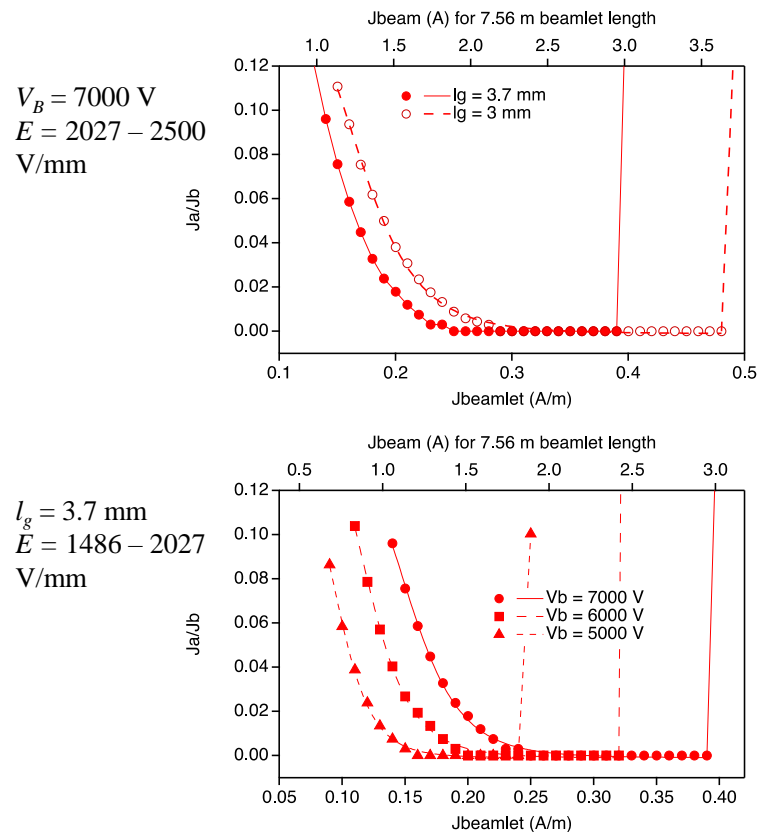 V_B = 7000 V
E = 2027 – 2500
V/mm
Jbeam (A) for 7.56 m beamlet length
1.0 1.5 2.0 2.5 3.0 3.5
0.12
0.10
0.08
0.06
0.04
0.02
0.00
Ja/Jb
lg = 3.7 mm
lg = 3 mm
0.1 0.2 0.3 0.4 0.5
Jbeamlet (A/m)
l_g = 3.7 mm
E = 1486 – 2027
V/mm
Jbeam (A) for 7.56 m beamlet length
0.5 1.0 1.5 2.0 2.5 3.0
0.12
0.10
0.08
0.06
0.04
0.02
0.00
Ja/Jb
Vb = 7000 V
Vb = 6000 V
Vb = 5000 V
0.05 0.10 0.15 0.20 0.25 0.30 0.35 0.40
Jbeamlet (A/m)